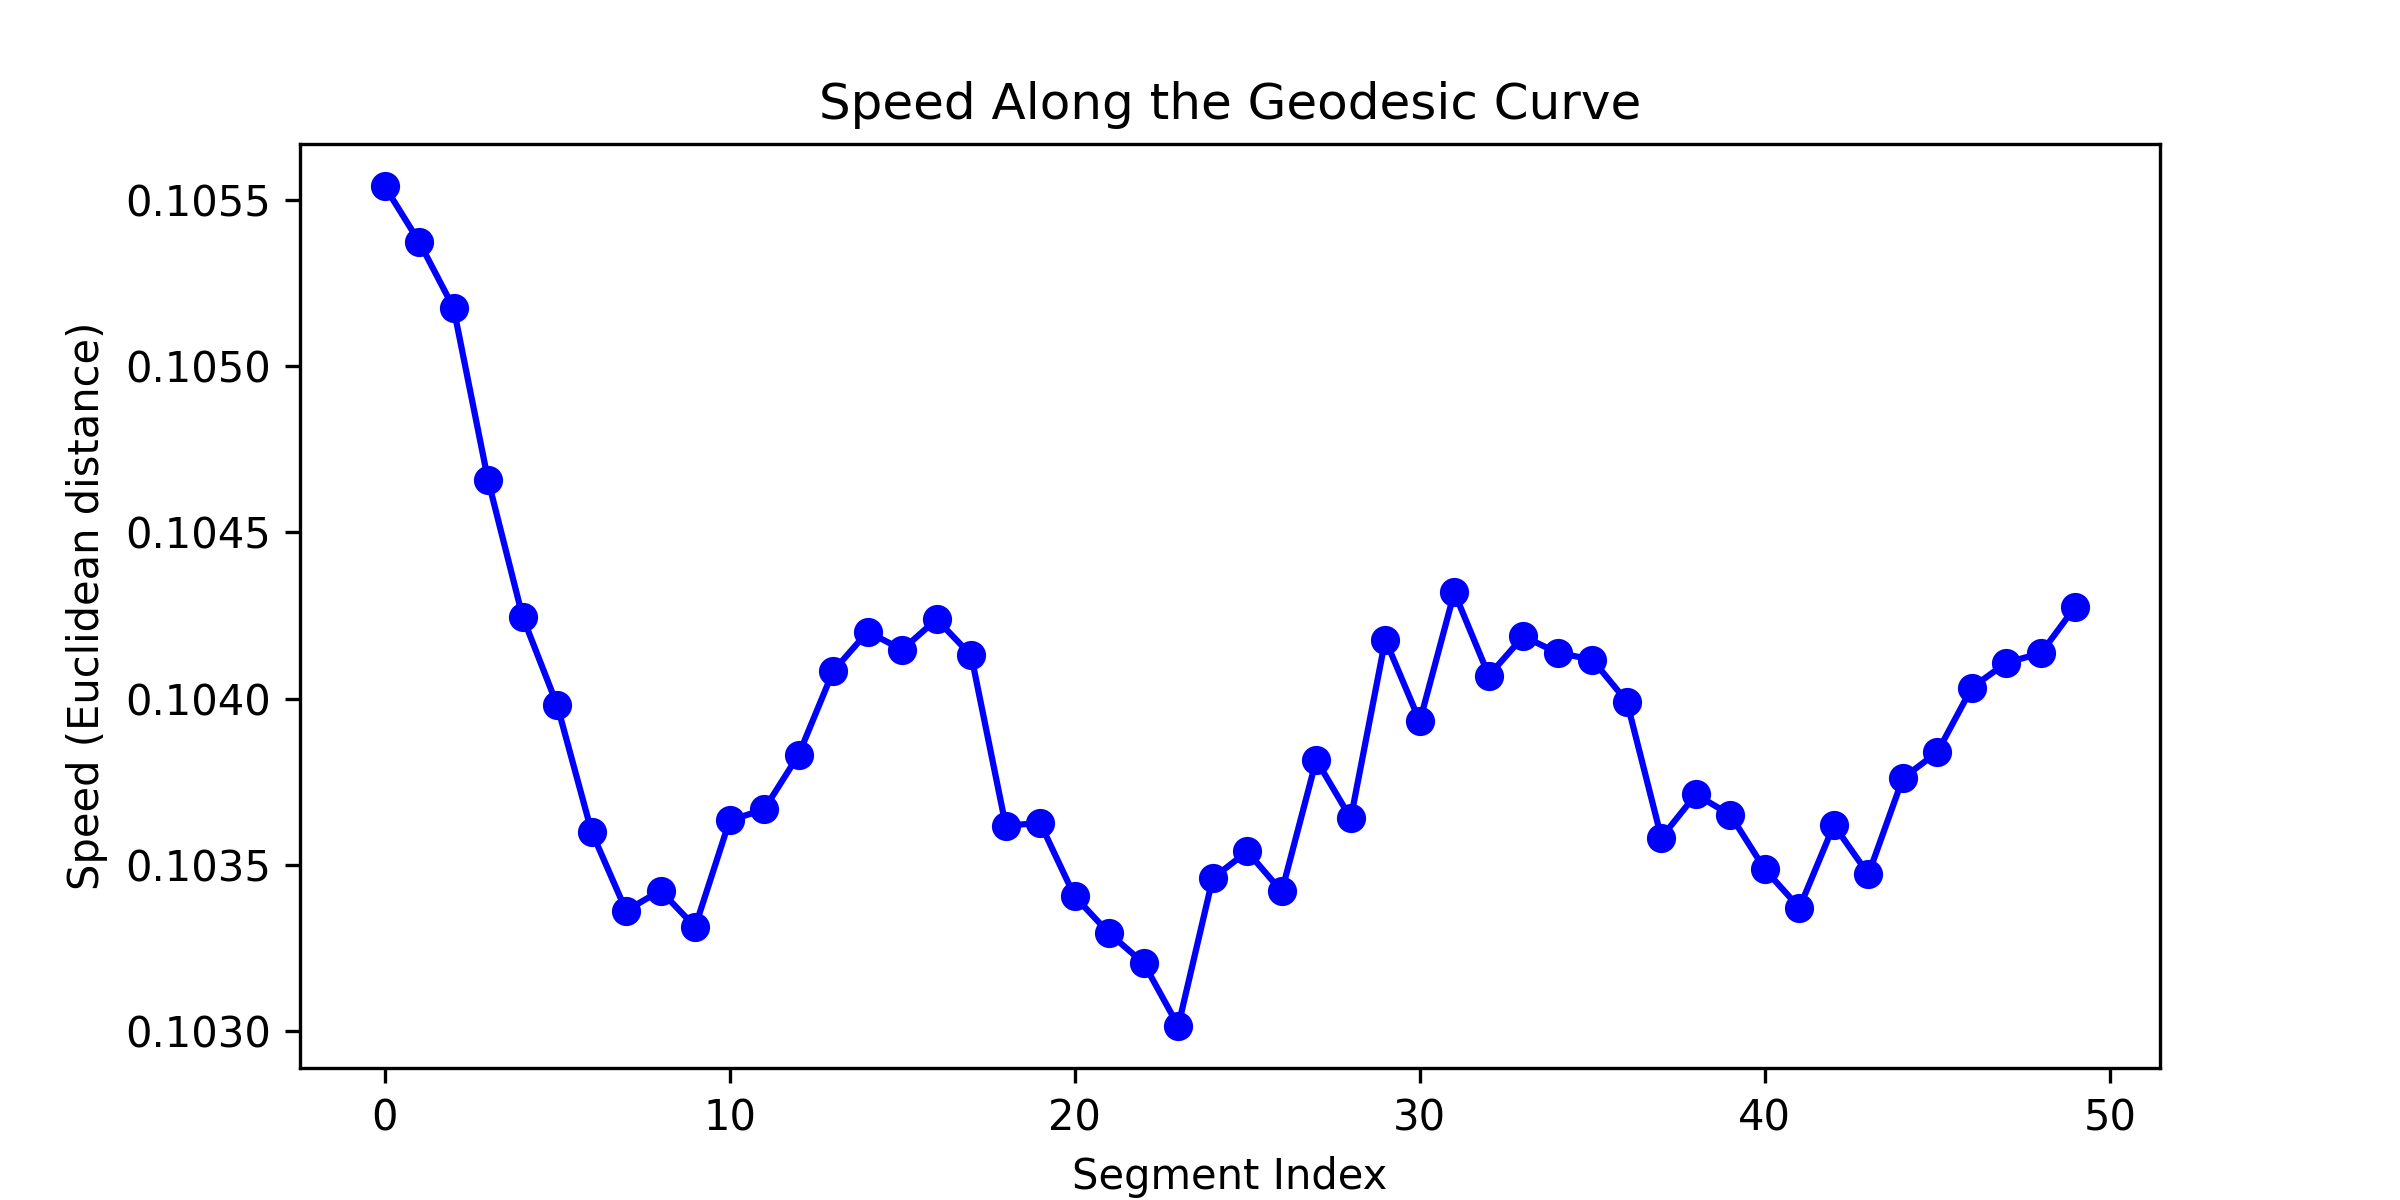 Speed Along the Geodesic Curve
Speed (Euclidean distance)
0.1055
0.1050
0.1045
0.1040
0.1035
0.1030
0 10 20 30 40 50
Segment Index